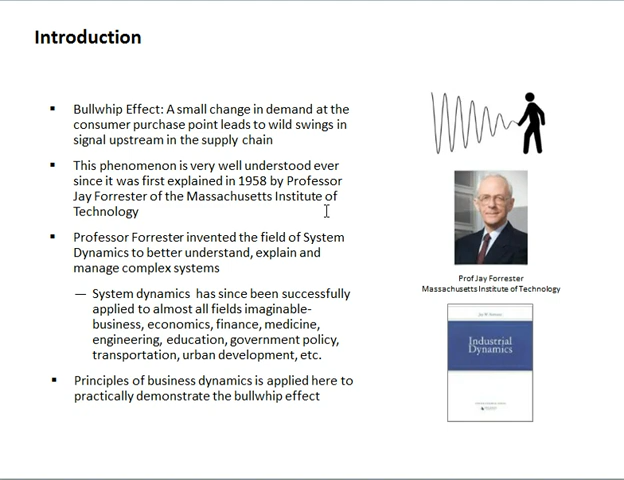 Introduction
▪ Bullwhip Effect: A small change in demand at the
consumer purchase point leads to wild swings in
signal upstream in the supply chain
▪ This phenomenon is very well understood ever
since it was first explained in 1958 by Professor
Jay Forrester of the Massachusetts Institute of
Technology
▪ Professor Forrester invented the field of System
Dynamics to better understand, explain and
manage complex systems
— System dynamics has since been successfully
applied to almost all fields imaginable-
business, economics, finance, medicine,
engineering, education, government policy,
transportation, urban development, etc.
▪ Principles of business dynamics is applied here to
practically demonstrate the bullwhip effect
Prof Jay Forrester
Massachusetts Institute of Technology
Industrial
Dynamics